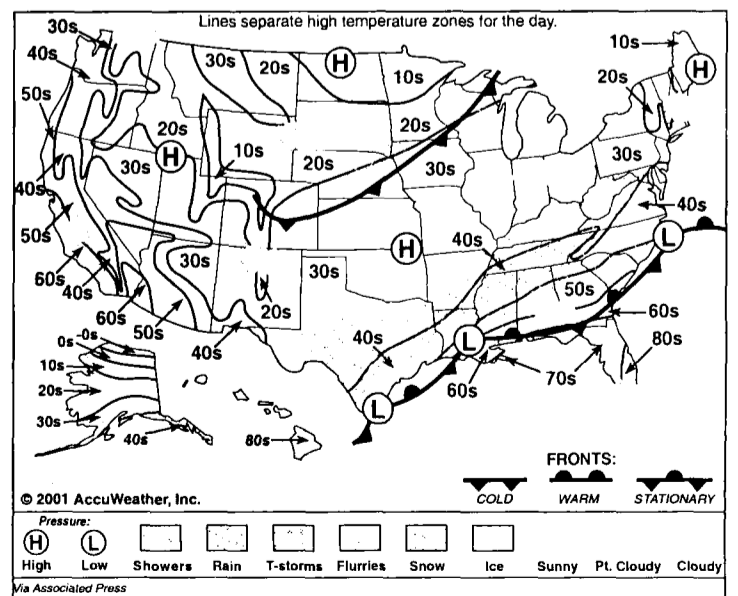 Lines separate high temperature zones for the day.
30s
40s
50s
40s
50s
60s
40s
60s
50s
30s
20s
10s
20s
30s
30s
40s
20s
30s
40s
20s
10s
20s
30s
40s
50s
60s
70s
80s
60s
10s
20s
30s
40s
H
H
H
H
L
L
L
-0s
0s
10s
20s
30s
40s
80s
© 2001 AccuWeather, Inc.
FRONTS:
COLD WARM STATIONARY
Pressure:
H L
High Low Showers Rain T-storms Flurries Snow Ice Sunny Pt. Cloudy Cloudy
Via Associated Press